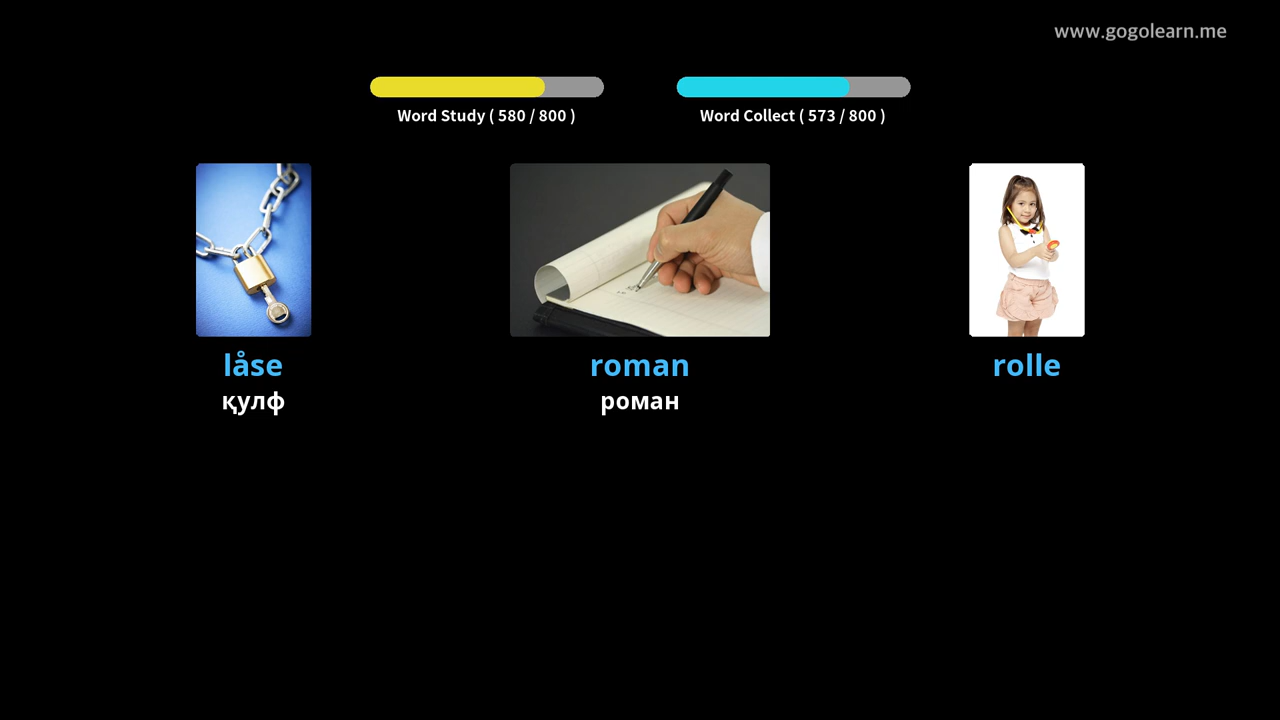 www.gogolearn.me
Word Study ( 580 / 800 )
Word Collect ( 573 / 800 )
låse
roman
rolle
қулф
роман